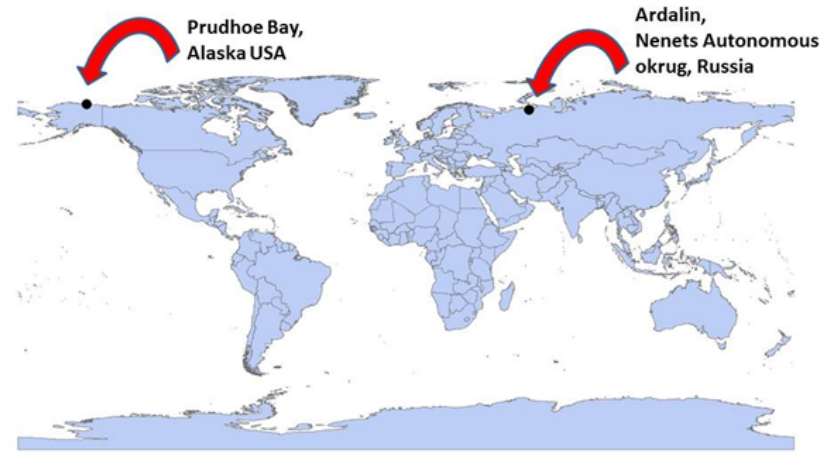 Prudhoe Bay,
Alaska USA
Ardalin,
Nenets Autonomous
okrug, Russia